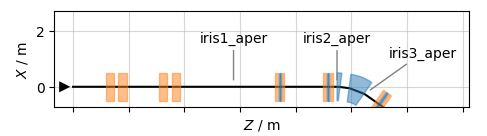 iris1_aper
iris2_aper
iris3_aper
2
0
X / m
Z / m